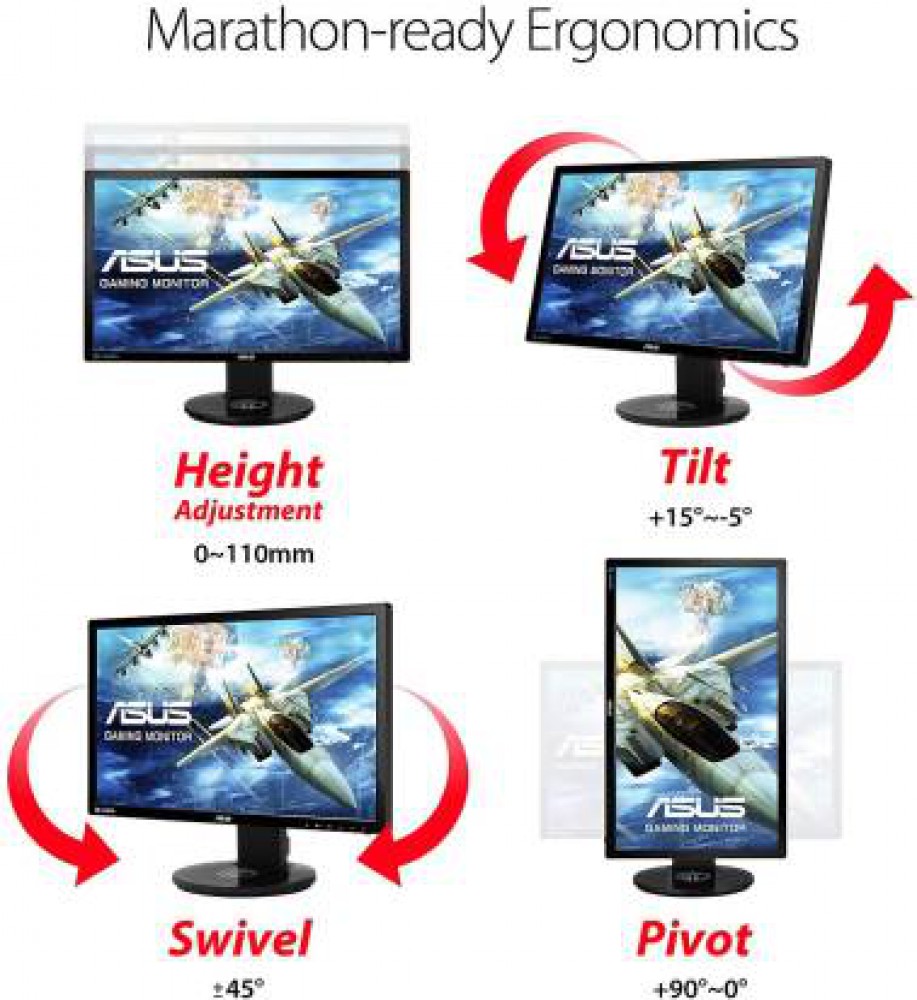 Marathon-ready Ergonomics
ASUS
GAMING MONITOR
ASUS
GAMING MONITOR
Height
Adjustment
0~110mm
Tilt
+15°~-5°
ASUS
GAMING MONITOR
ASUS
GAMING MONITOR
Swivel
±45°
Pivot
+90°~0°